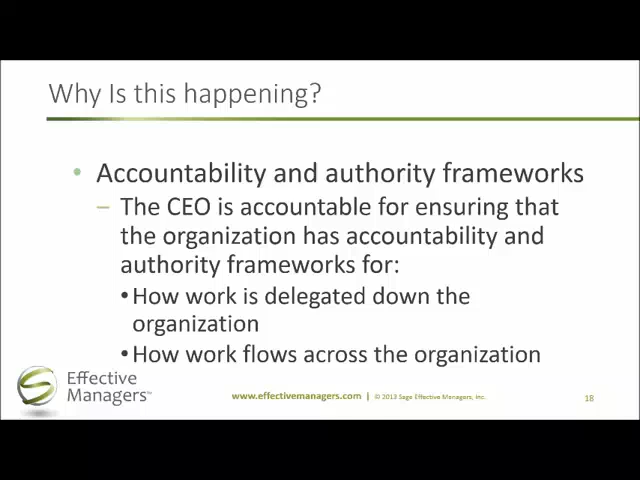 Why Is this happening?
• Accountability and authority frameworks
– The CEO is accountable for ensuring that
the organization has accountability and
authority frameworks for:
•How work is delegated down the
organization
•How work flows across the organization
Effective
Managers™
www.effectivemanagers.com | © 2013 Sage Effective Managers, Inc.
18